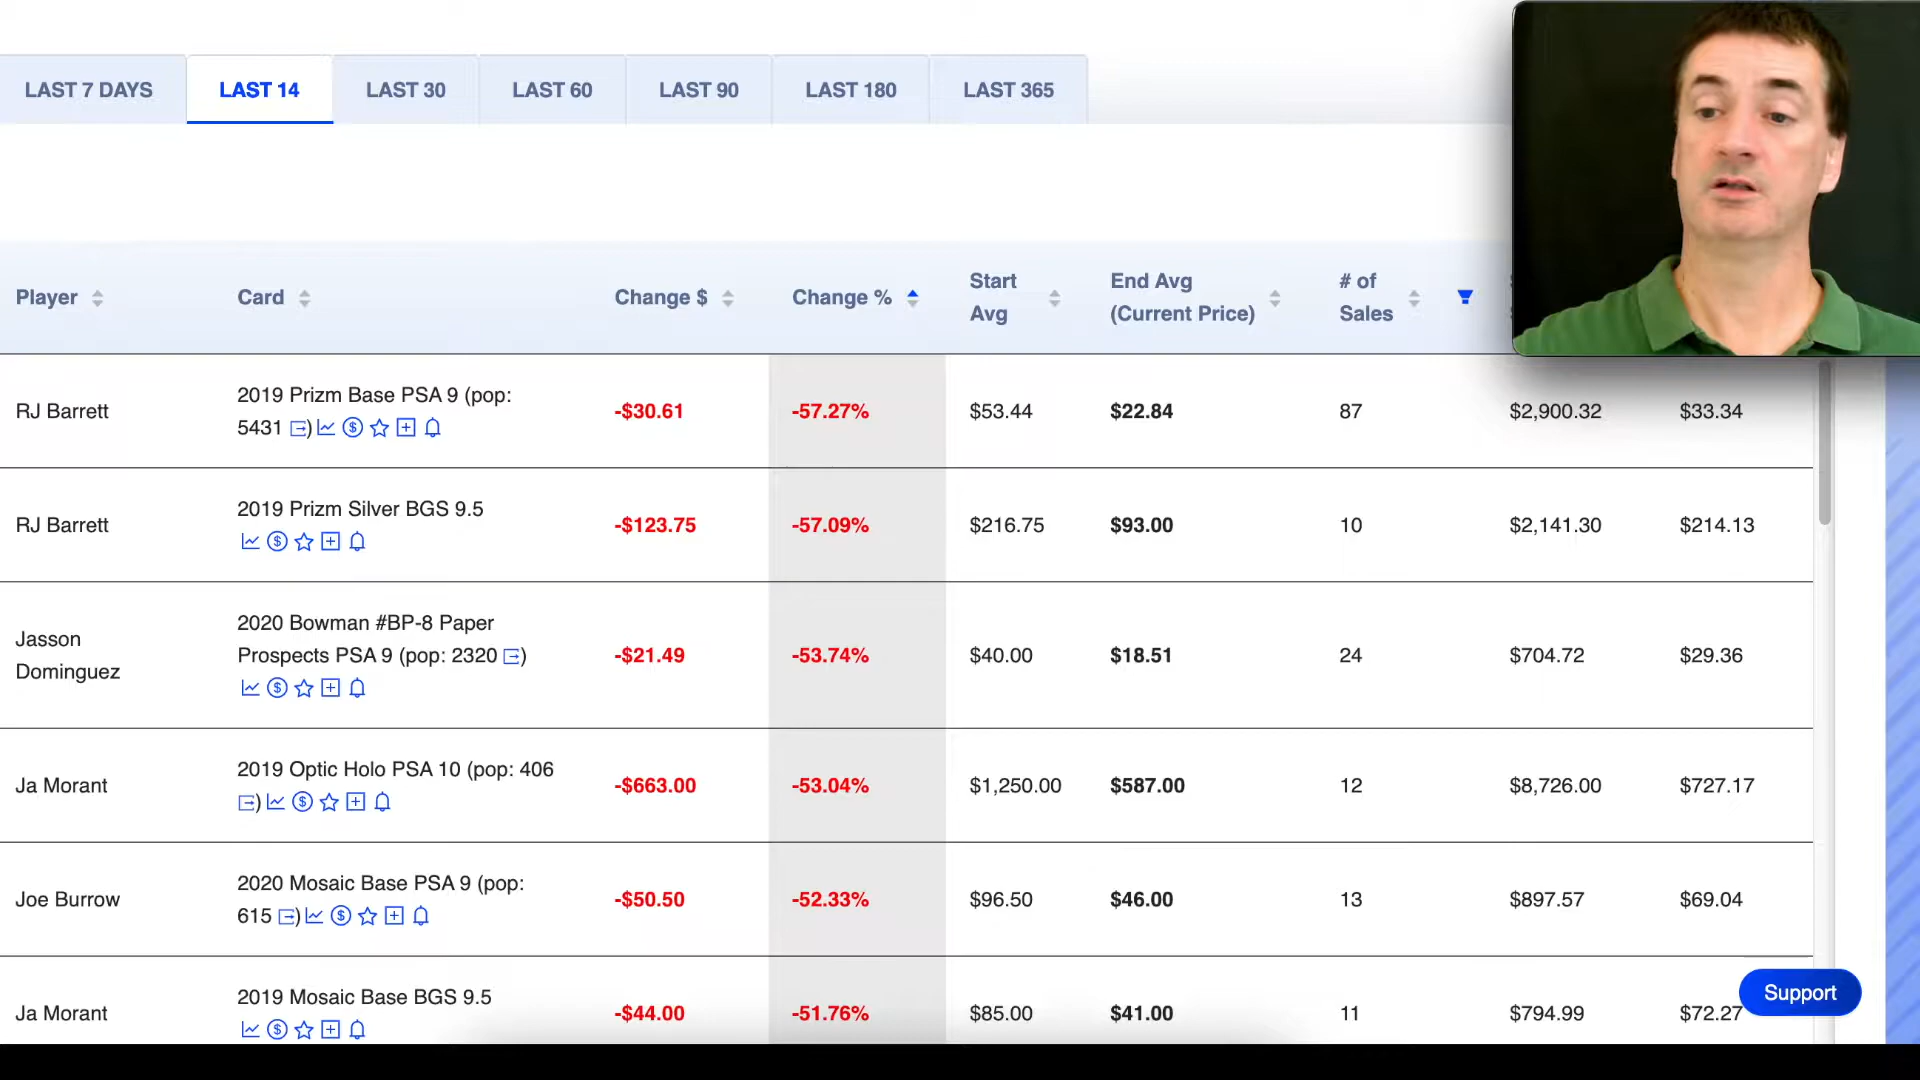 LAST 7 DAYS LAST 14 LAST 30 LAST 60 LAST 90 LAST 180 LAST 365
Player Card Change $ Change % Start Avg End Avg (Current Price) # of Sales
RJ Barrett 2019 Prizm Base PSA 9 (pop: 5431 ) -$30.61 -57.27% $53.44 $22.84 87 $2,900.32 $33.34
RJ Barrett 2019 Prizm Silver BGS 9.5 -$123.75 -57.09% $216.75 $93.00 10 $2,141.30 $214.13
Jasson Dominguez 2020 Bowman #BP-8 Paper Prospects PSA 9 (pop: 2320 ) -$21.49 -53.74% $40.00 $18.51 24 $704.72 $29.36
Ja Morant 2019 Optic Holo PSA 10 (pop: 406 ) -$663.00 -53.04% $1,250.00 $587.00 12 $8,726.00 $727.17
Joe Burrow 2020 Mosaic Base PSA 9 (pop: 615 ) -$50.50 -52.33% $96.50 $46.00 13 $897.57 $69.04
Ja Morant 2019 Mosaic Base BGS 9.5 -$44.00 -51.76% $85.00 $41.00 11 $794.99 $72.27
Support